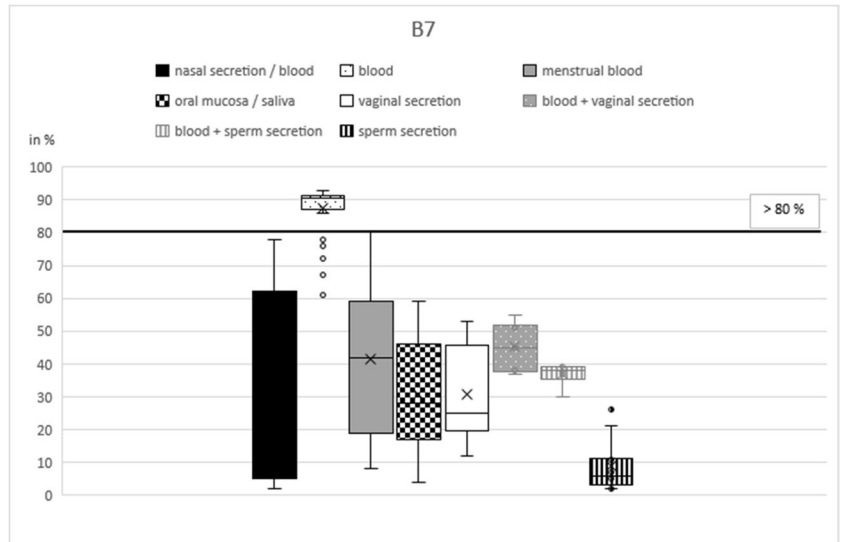 B7
nasal secretion / blood blood menstrual blood
oral mucosa / saliva vaginal secretion blood + vaginal secretion
blood + sperm secretion sperm secretion
in %
100
90
> 80 %
80
70
60
50
40
30
20
10
0